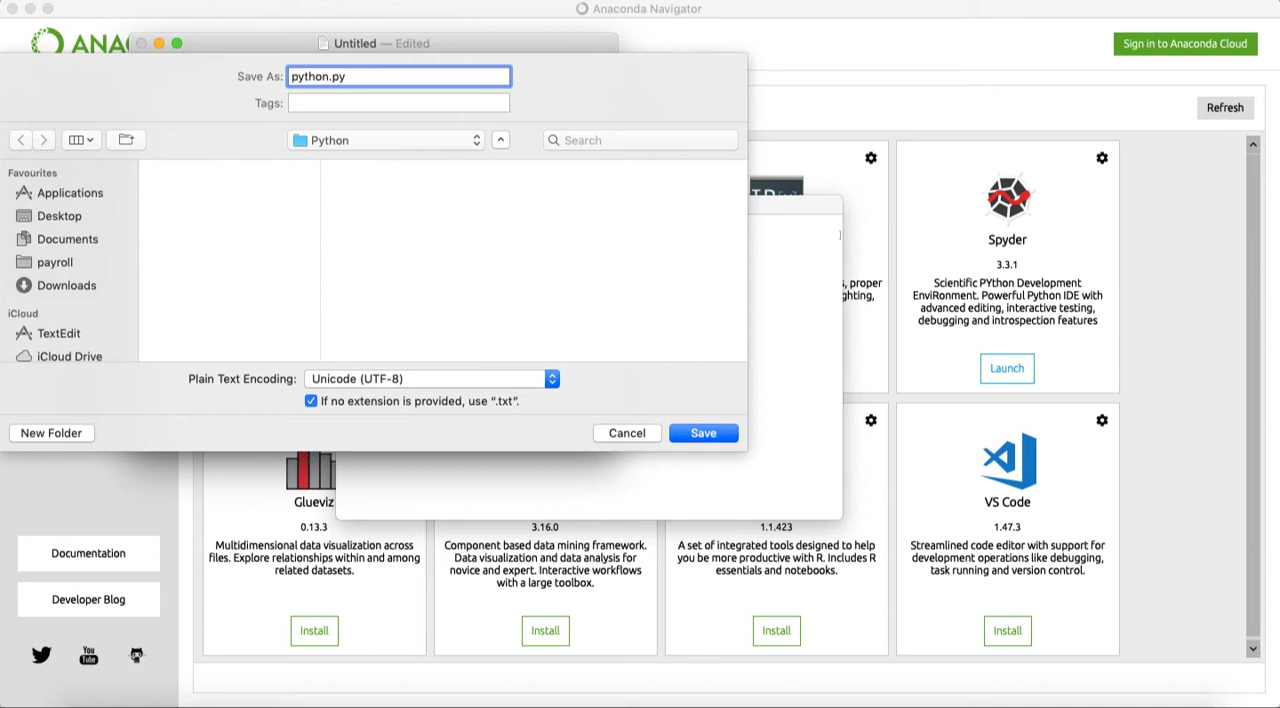 Anaconda Navigator
ANA
Untitled — Edited
Sign in to Anaconda Cloud
Save As: python.py
Tags:
Refresh
Python
Search
Favourites
Applications
Desktop
Documents
payroll
Downloads
iCloud
TextEdit
iCloud Drive
Plain Text Encoding: Unicode (UTF-8)
If no extension is provided, use ".txt".
New Folder
Cancel
Save
]
, proper
ghting,
Spyder
3.3.1
Scientific PYthon Development
EnviRonment. Powerful Python IDE with
advanced editing, interactive testing,
debugging and introspection features
Launch
Glueviz
0.13.3
Multidimensional data visualization across
files. Explore relationships within and among
related datasets.
Install
3.16.0
Component based data mining framework.
Data visualization and data analysis for
novice and expert. Interactive workflows
with a large toolbox.
Install
1.1.423
A set of integrated tools designed to help
you be more productive with R. Includes R
essentials and notebooks.
Install
VS Code
1.47.3
Streamlined code editor with support for
development operations like debugging,
task running and version control.
Install
Documentation
Developer Blog
You
Tube